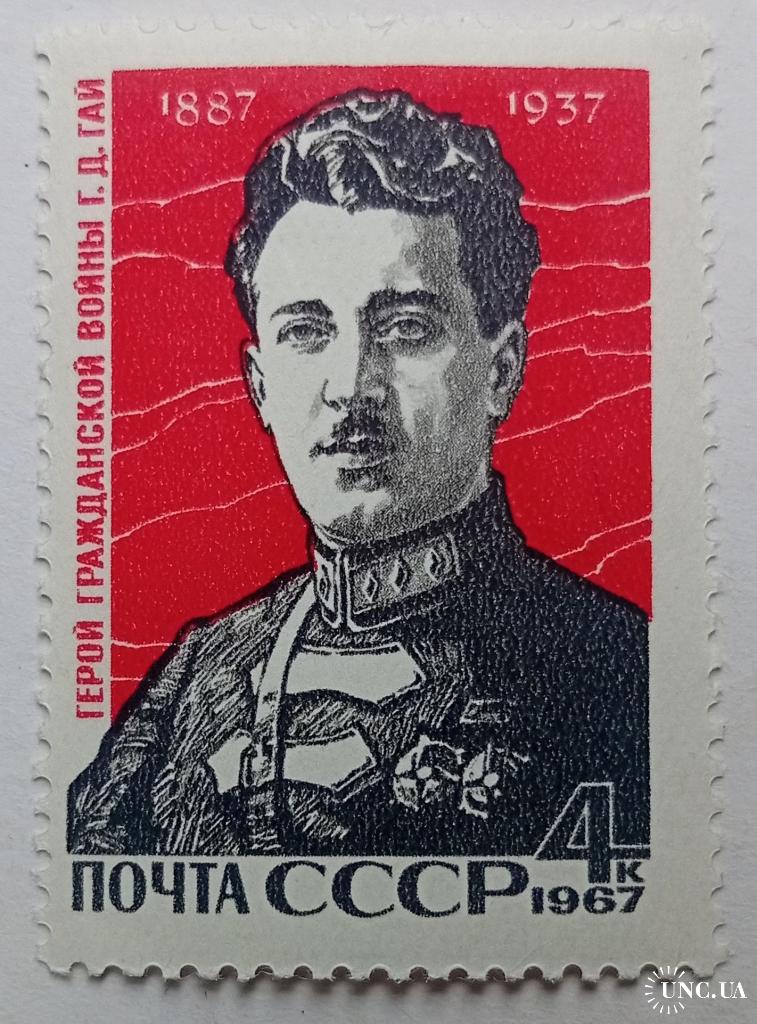 1887 1937
ГЕРОЙ ГРАЖДАНСКОЙ ВОЙНЫ Г. Д. ГАЙ
4К
ПОЧТА СССР 1967
UNC.UA